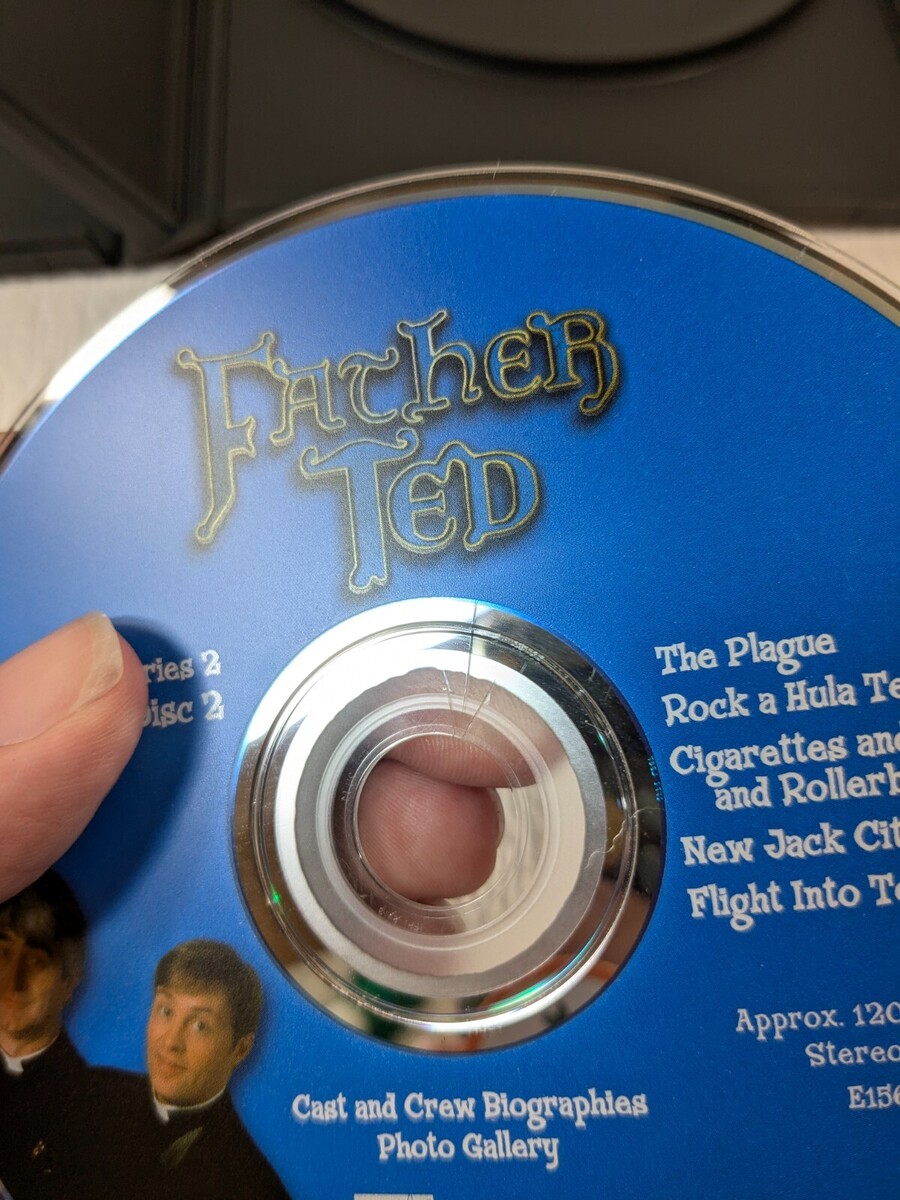 Father
Ted
ries 2
Disc 2
The Plague
Rock a Hula Te
Cigarettes and
and Rollerb
New Jack Cit
Flight Into Te
Approx. 120
Stereo
E156
Cast and Crew Biographies
Photo Gallery